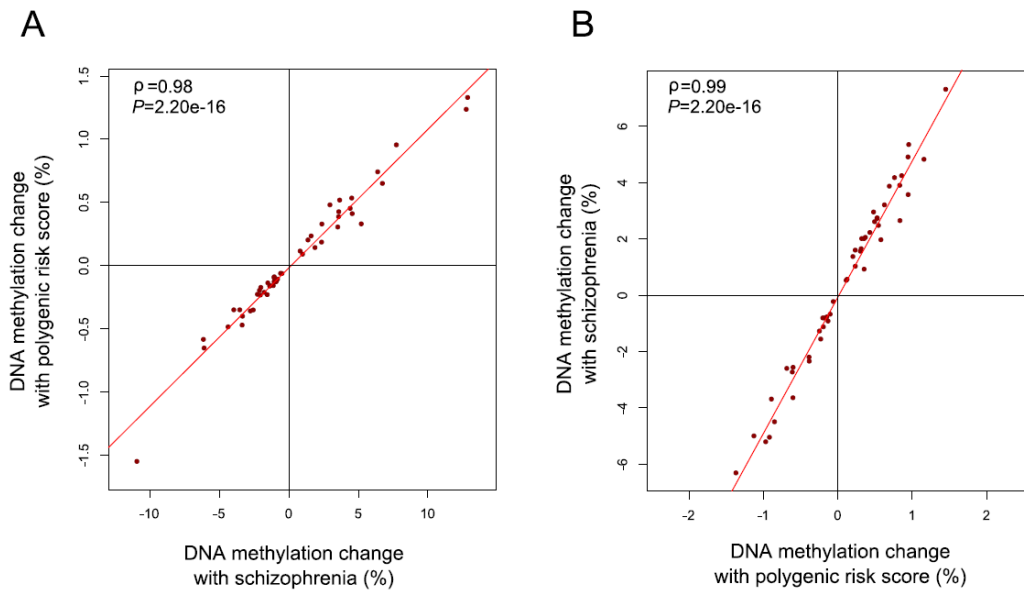 A
ρ=0.98
P=2.20e-16
DNA methylation change
with polygenic risk score (%)
1.5
1.0
0.5
0.0
-0.5
-1.0
-1.5
-10
-5
0
5
10
DNA methylation change
with schizophrenia (%)
B
ρ=0.99
P=2.20e-16
DNA methylation change
with schizophrenia (%)
6
4
2
0
-2
-4
-6
-2
-1
0
1
2
DNA methylation change
with polygenic risk score (%)